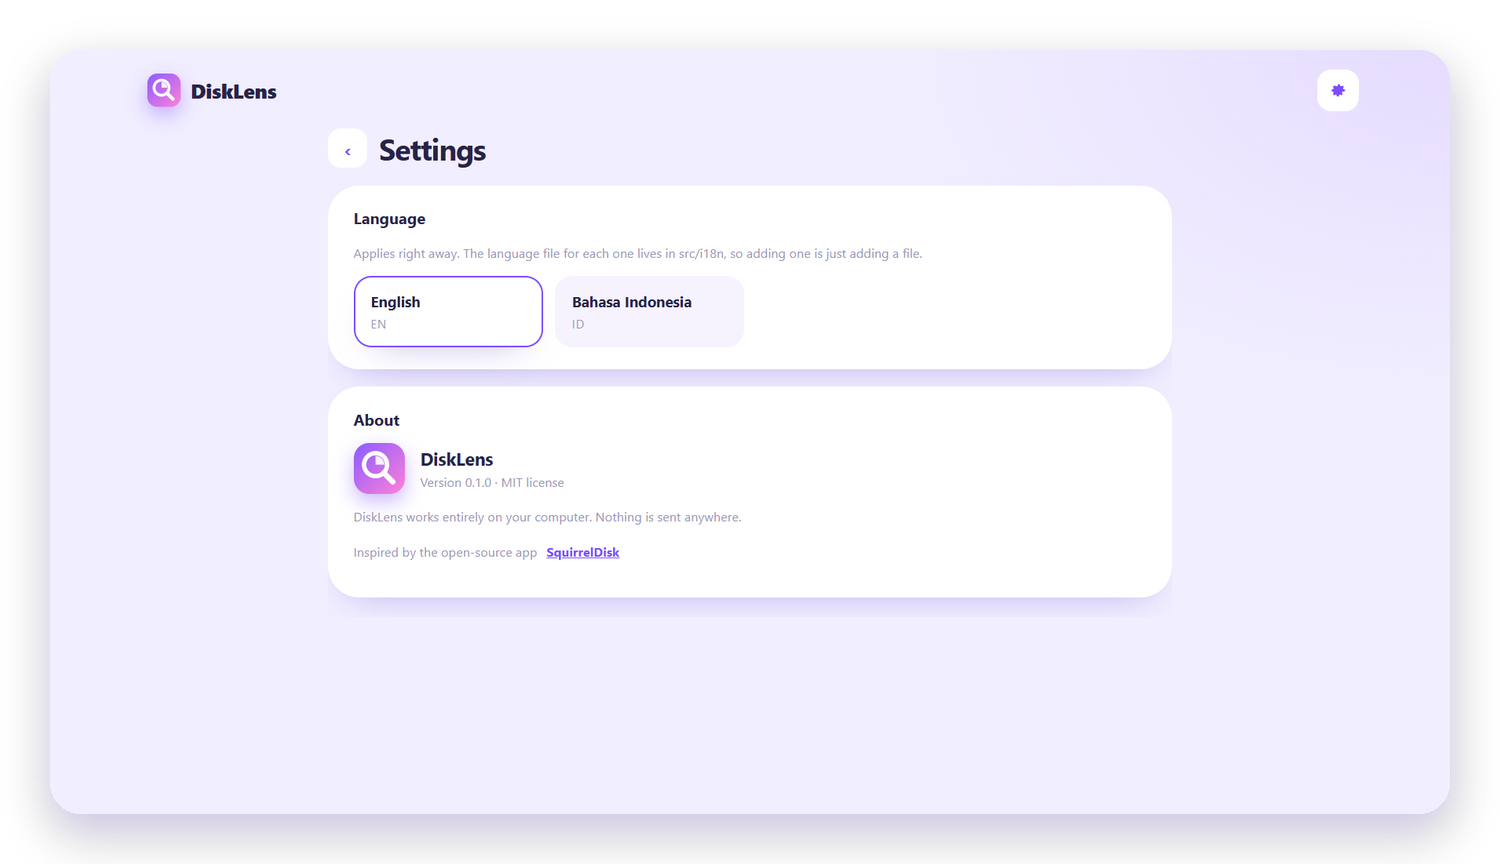 DiskLens
Settings
Language
Applies right away. The language file for each one lives in src/i18n, so adding one is just adding a file.
English
EN
Bahasa Indonesia
ID
About
DiskLens
Version 0.1.0 · MIT license
DiskLens works entirely on your computer. Nothing is sent anywhere.
Inspired by the open-source app SquirrelDisk